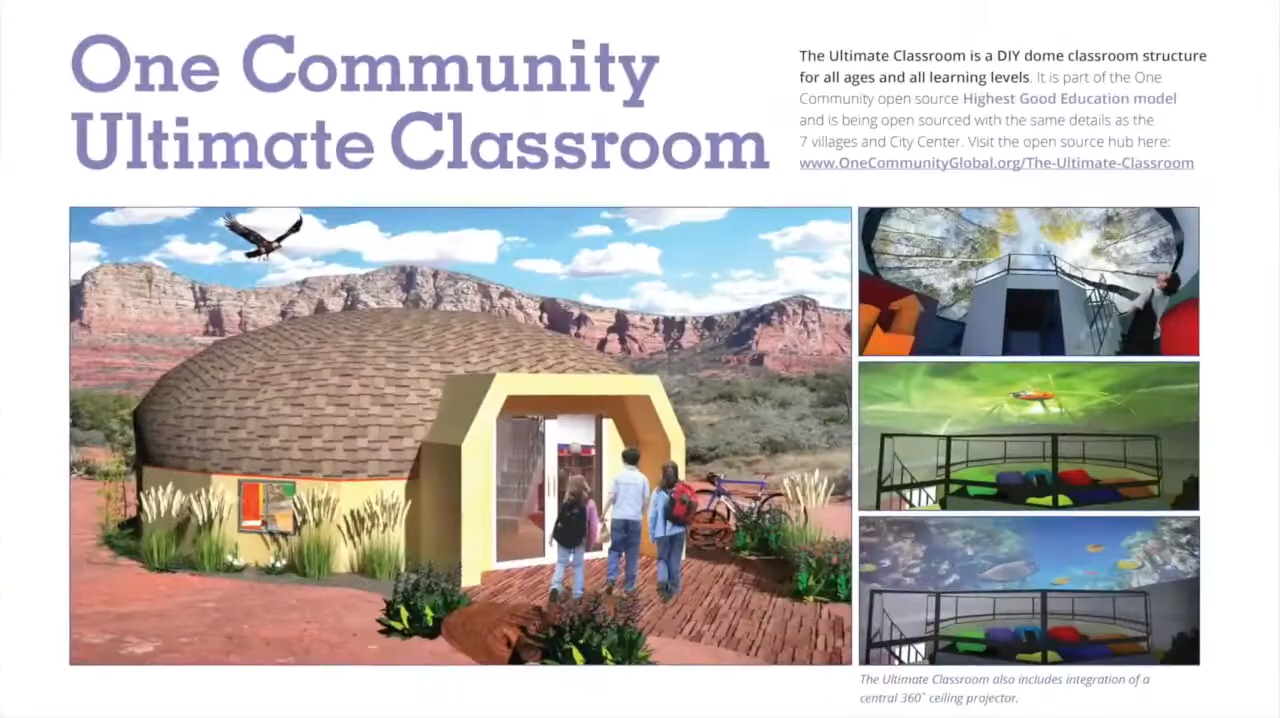 One Community
Ultimate Classroom
The Ultimate Classroom is a DIY dome classroom structure
for all ages and all learning levels. It is part of the One
Community open source Highest Good Education model
and is being open sourced with the same details as the
7 villages and City Center. Visit the open source hub here:
www.OneCommunityGlobal.org/The-Ultimate-Classroom
The Ultimate Classroom also includes integration of a
central 360˚ ceiling projector.